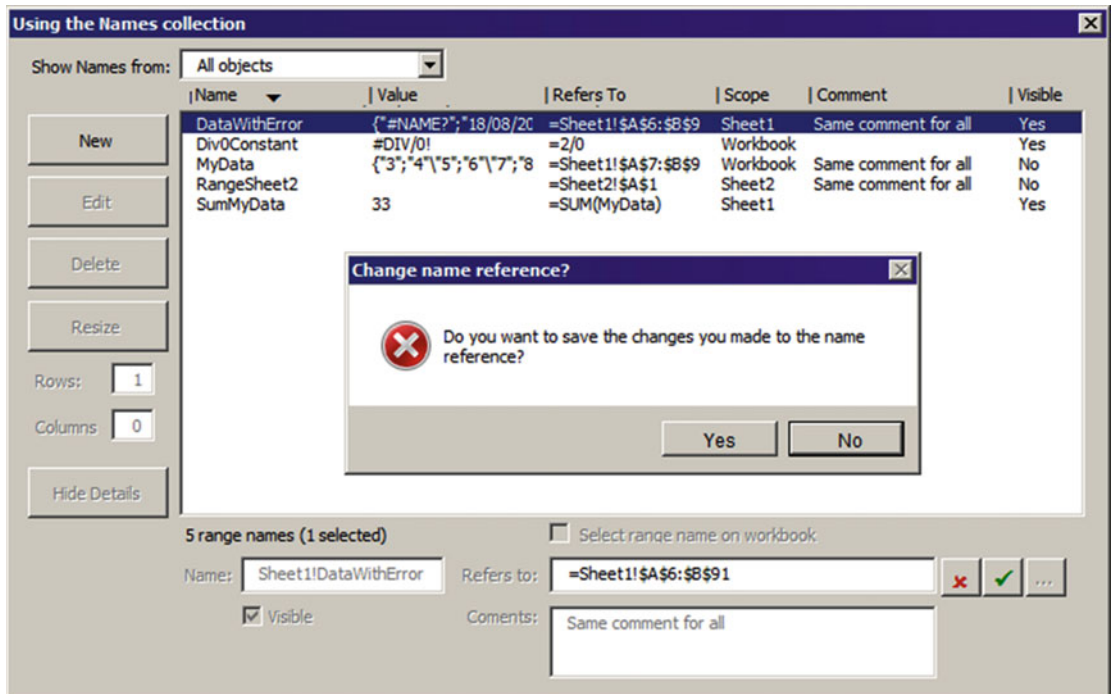 Using the Names collection
Show Names from: All objects
Name Value Refers To Scope Comment Visible
DataWithError {"#NAME?";"18/08/20 =Sheet1!$A$6:$B$9 Sheet1 Same comment for all Yes
Div0Constant #DIV/0! =2/0 Workbook Yes
MyData {"3";"4"\"5";"6"\"7";"8 =Sheet1!$A$7:$B$9 Workbook Same comment for all No
RangeSheet2 =Sheet2!$A$1 Sheet2 Same comment for all No
SumMyData 33 =SUM(MyData) Sheet1 Yes
New
Edit
Delete
Resize
Rows: 1
Columns 0
Hide Details
Change name reference?
Do you want to save the changes you made to the name
reference?
Yes No
5 range names (1 selected) Select range name on workbook
Name: Sheet1!DataWithError Refers to: =Sheet1!$A$6:$B$91 ...
Visible Coments: Same comment for all